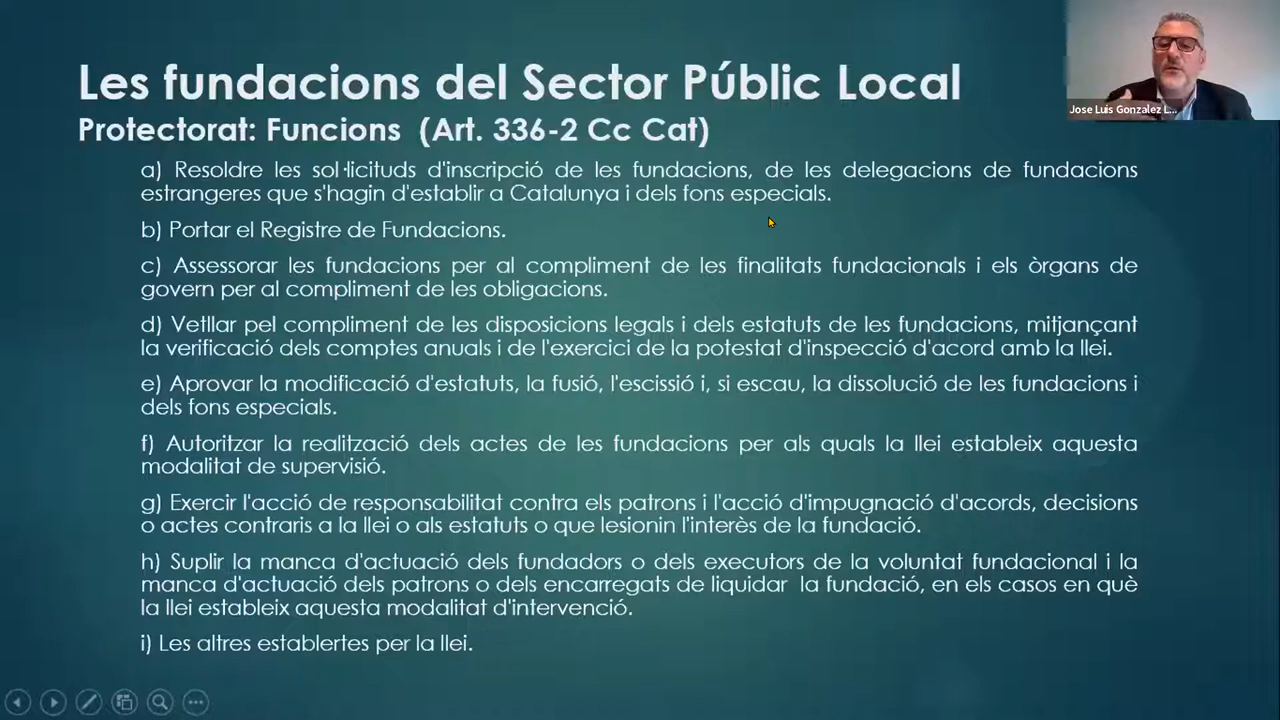 Les fundacions del Sector Públic Local
Protectorat: Funcions (Art. 336-2 Cc Cat)
a) Resoldre les sol·licituds d'inscripció de les fundacions, de les delegacions de fundacions
estrangeres que s'hagin d'establir a Catalunya i dels fons especials.
b) Portar el Registre de Fundacions.
c) Assessorar les fundacions per al compliment de les finalitats fundacionals i els òrgans de
govern per al compliment de les obligacions.
d) Vetllar pel compliment de les disposicions legals i dels estatuts de les fundacions, mitjançant
la verificació dels comptes anuals i de l'exercici de la potestat d'inspecció d'acord amb la llei.
e) Aprovar la modificació d'estatuts, la fusió, l'escissió i, si escau, la dissolució de les fundacions i
dels fons especials.
f) Autoritzar la realització dels actes de les fundacions per als quals la llei estableix aquesta
modalitat de supervisió.
g) Exercir l'acció de responsabilitat contra els patrons i l'acció d'impugnació d'acords, decisions
o actes contraris a la llei o als estatuts o que lesionin l'interès de la fundació.
h) Suplir la manca d'actuació dels fundadors o dels executors de la voluntat fundacional i la
manca d'actuació dels patrons o dels encarregats de liquidar la fundació, en els casos en què
la llei estableix aquesta modalitat d'intervenció.
i) Les altres establertes per la llei.
Jose Luis Gonzalez L...